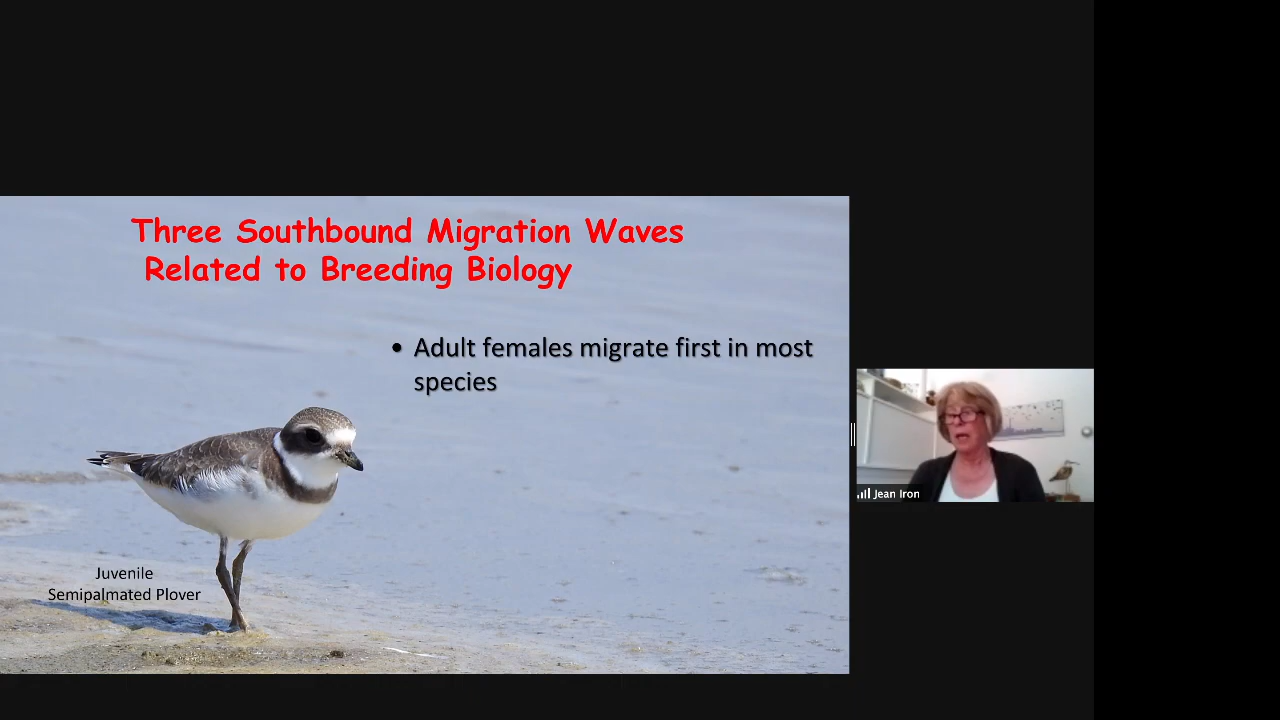 Three Southbound Migration Waves
Related to Breeding Biology
• Adult females migrate first in most
species
Juvenile
Semipalmated Plover
Jean Iron